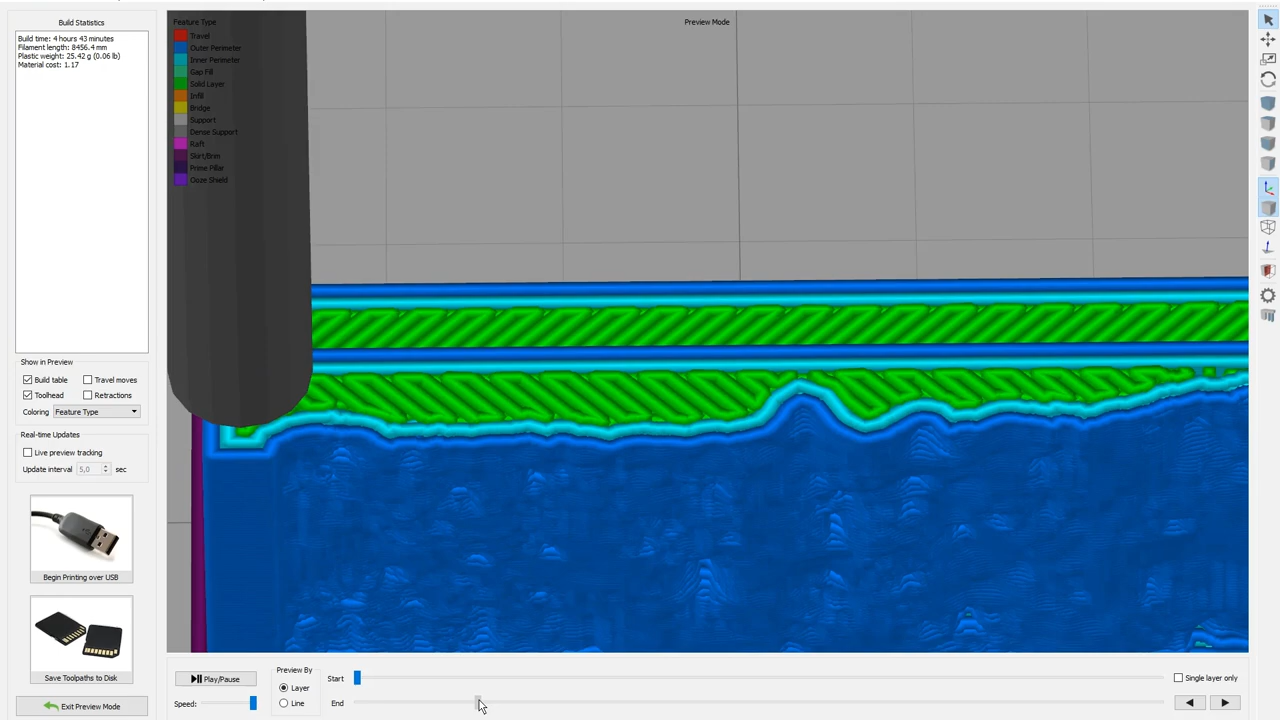 Build Statistics
Build time: 4 hours 43 minutes
Filament length: 8456.4 mm
Plastic weight: 25.42 g (0.06 lb)
Material cost: 1.17
Show in Preview
Build table
Travel moves
Toolhead
Retractions
Coloring
Feature Type
Real-time Updates
Live preview tracking
Update interval
5,0
sec
Begin Printing over USB
Save Toolpaths to Disk
Exit Preview Mode
Feature Type
Travel
Outer Perimeter
Inner Perimeter
Gap Fill
Solid Layer
Infill
Bridge
Support
Dense Support
Raft
Skirt/Brim
Prime Pillar
Ooze Shield
Preview Mode
Play/Pause
Speed:
Preview By
Layer
Line
Start
End
Single layer only